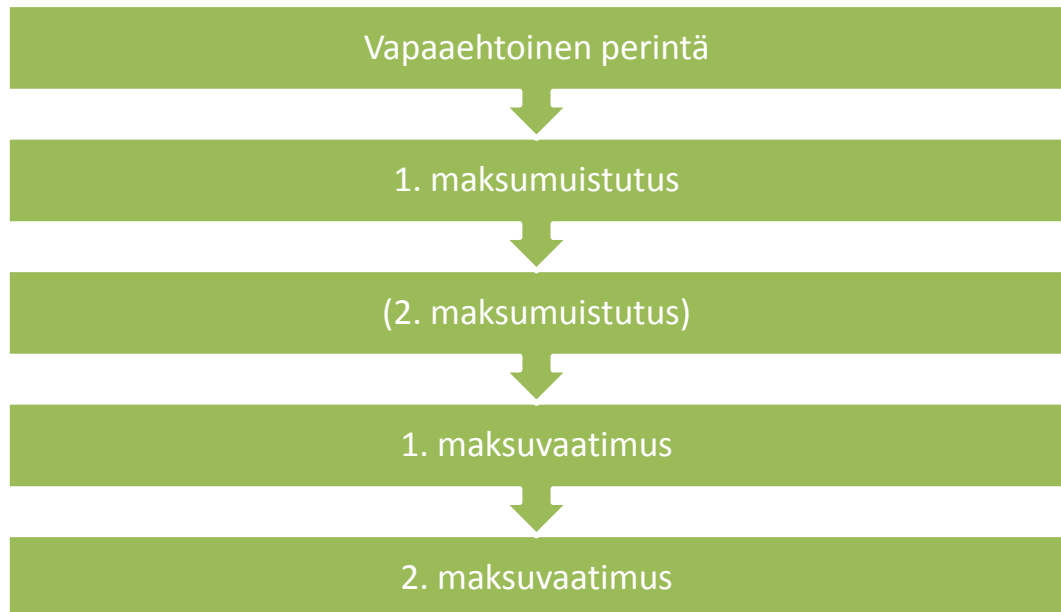 Vapaaehtoinen perintä
1. maksumuistutus
(2. maksumuistutus)
1. maksuvaatimus
2. maksuvaatimus